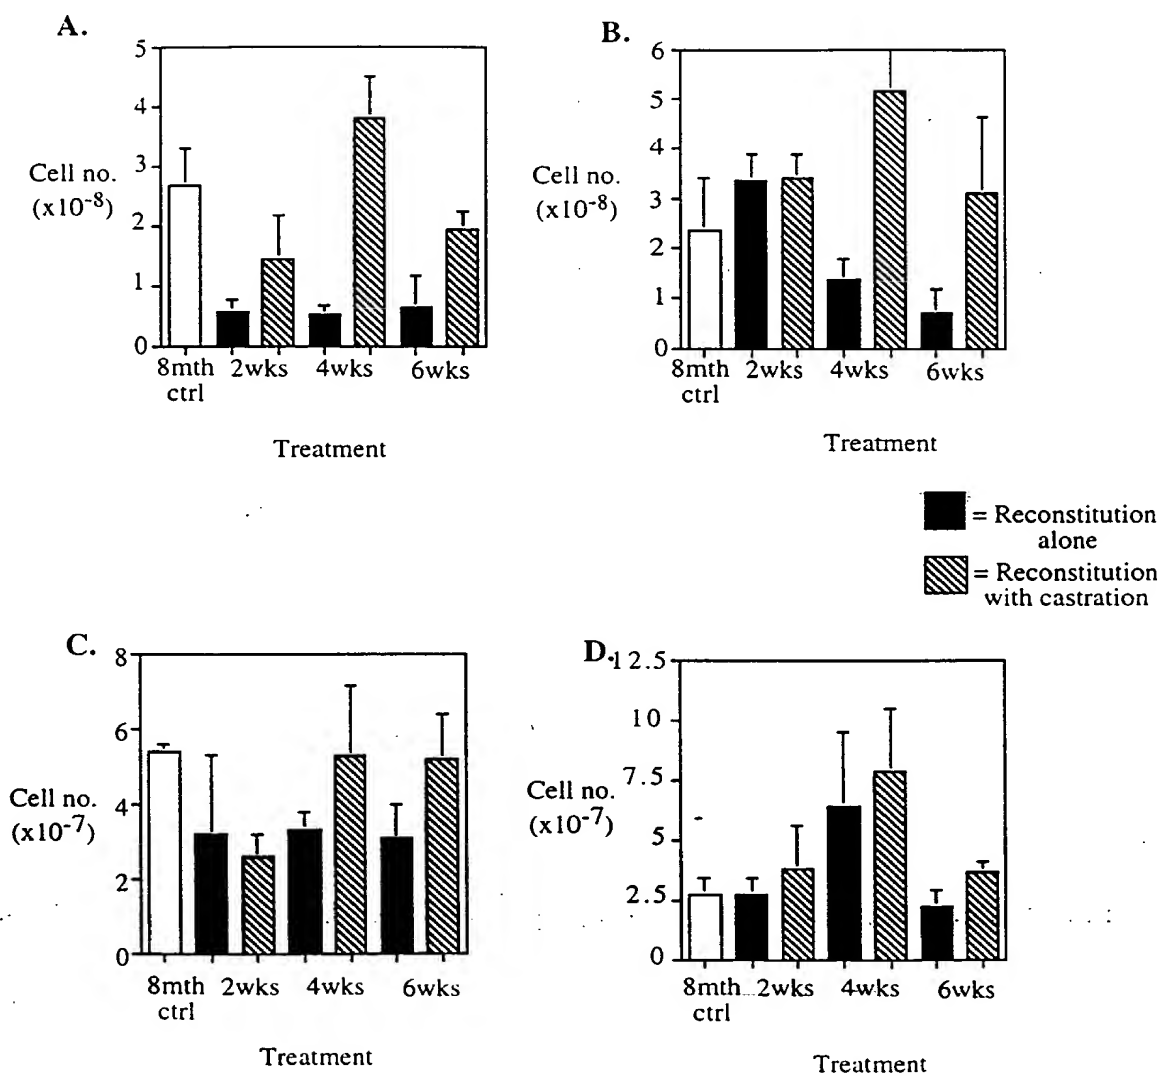 A.
5
4
3
2
1
0
Cell no.
(x10-8)
8mth 2wks 4wks 6wks
ctrl
Treatment
B.
6
5
4
3
2
1
0
Cell no.
(x10-8)
8mth 2wks 4wks 6wks
ctrl
Treatment
= Reconstitution
alone
= Reconstitution
with castration
C.
8
6
4
2
0
Cell no.
(x10-7)
8mth 2wks 4wks 6wks
ctrl
Treatment
D.
12.5
10
7.5
5
2.5
0
Cell no.
(x10-7)
8mth 2wks 4wks 6wks
ctrl
Treatment